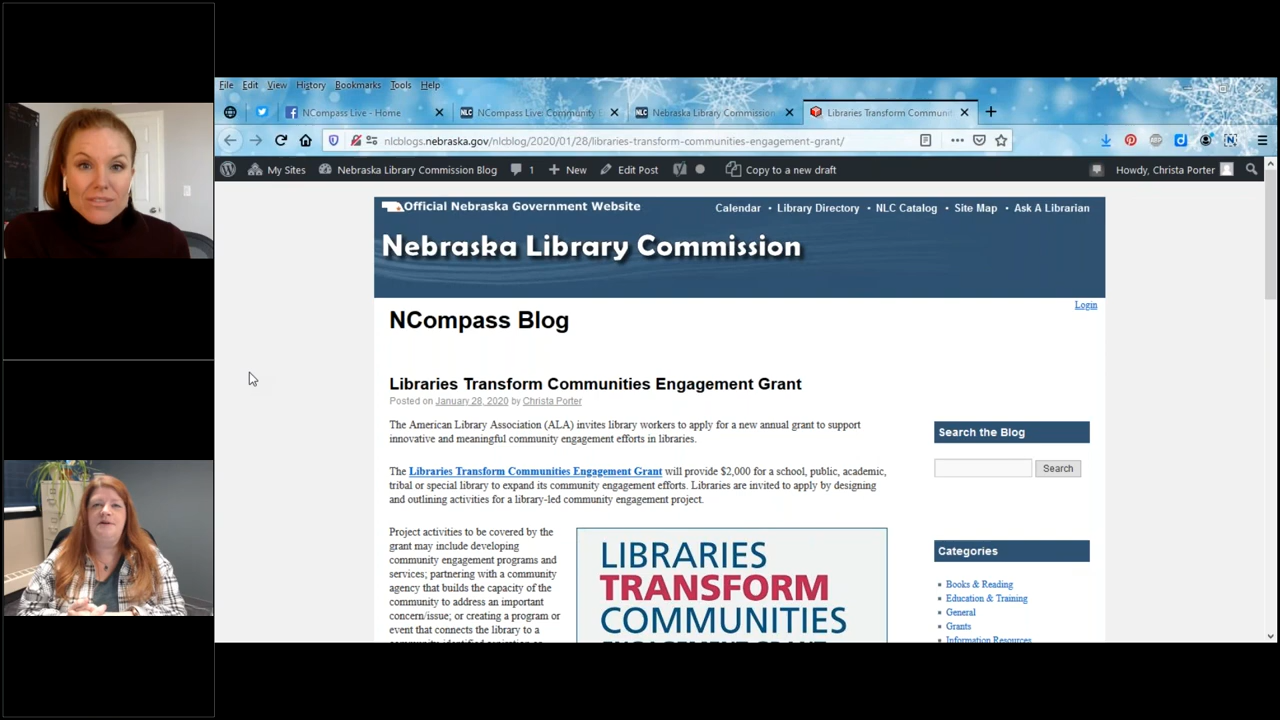 File Edit View History Bookmarks Tools Help
NCompass Live - Home
NCompass Live: Community E
Nebraska Library Commission
Libraries Transform Communit
nlcblogs.nebraska.gov/nlcblog/2020/01/28/libraries-transform-communities-engagement-grant/
My Sites Nebraska Library Commission Blog 1 New Edit Post Copy to a new draft Howdy, Christa Porter
Official Nebraska Government Website
Calendar • Library Directory • NLC Catalog • Site Map • Ask A Librarian
Nebraska Library Commission
Login
NCompass Blog
Libraries Transform Communities Engagement Grant
Posted on January 28, 2020 by Christa Porter
The American Library Association (ALA) invites library workers to apply for a new annual grant to support
innovative and meaningful community engagement efforts in libraries.
The Libraries Transform Communities Engagement Grant will provide $2,000 for a school, public, academic,
tribal or special library to expand its community engagement efforts. Libraries are invited to apply by designing
and outlining activities for a library-led community engagement project.
Project activities to be covered by the
grant may include developing
community engagement programs and
services; partnering with a community
agency that builds the capacity of the
community to address an important
concern/issue; or creating a program or
event that connects the library to a
LIBRARIES
TRANSFORM
COMMUNITIES
ENGAGEMENT GRANT
Search the Blog
Search
Categories
Books & Reading
Education & Training
General
Grants
Information Resources